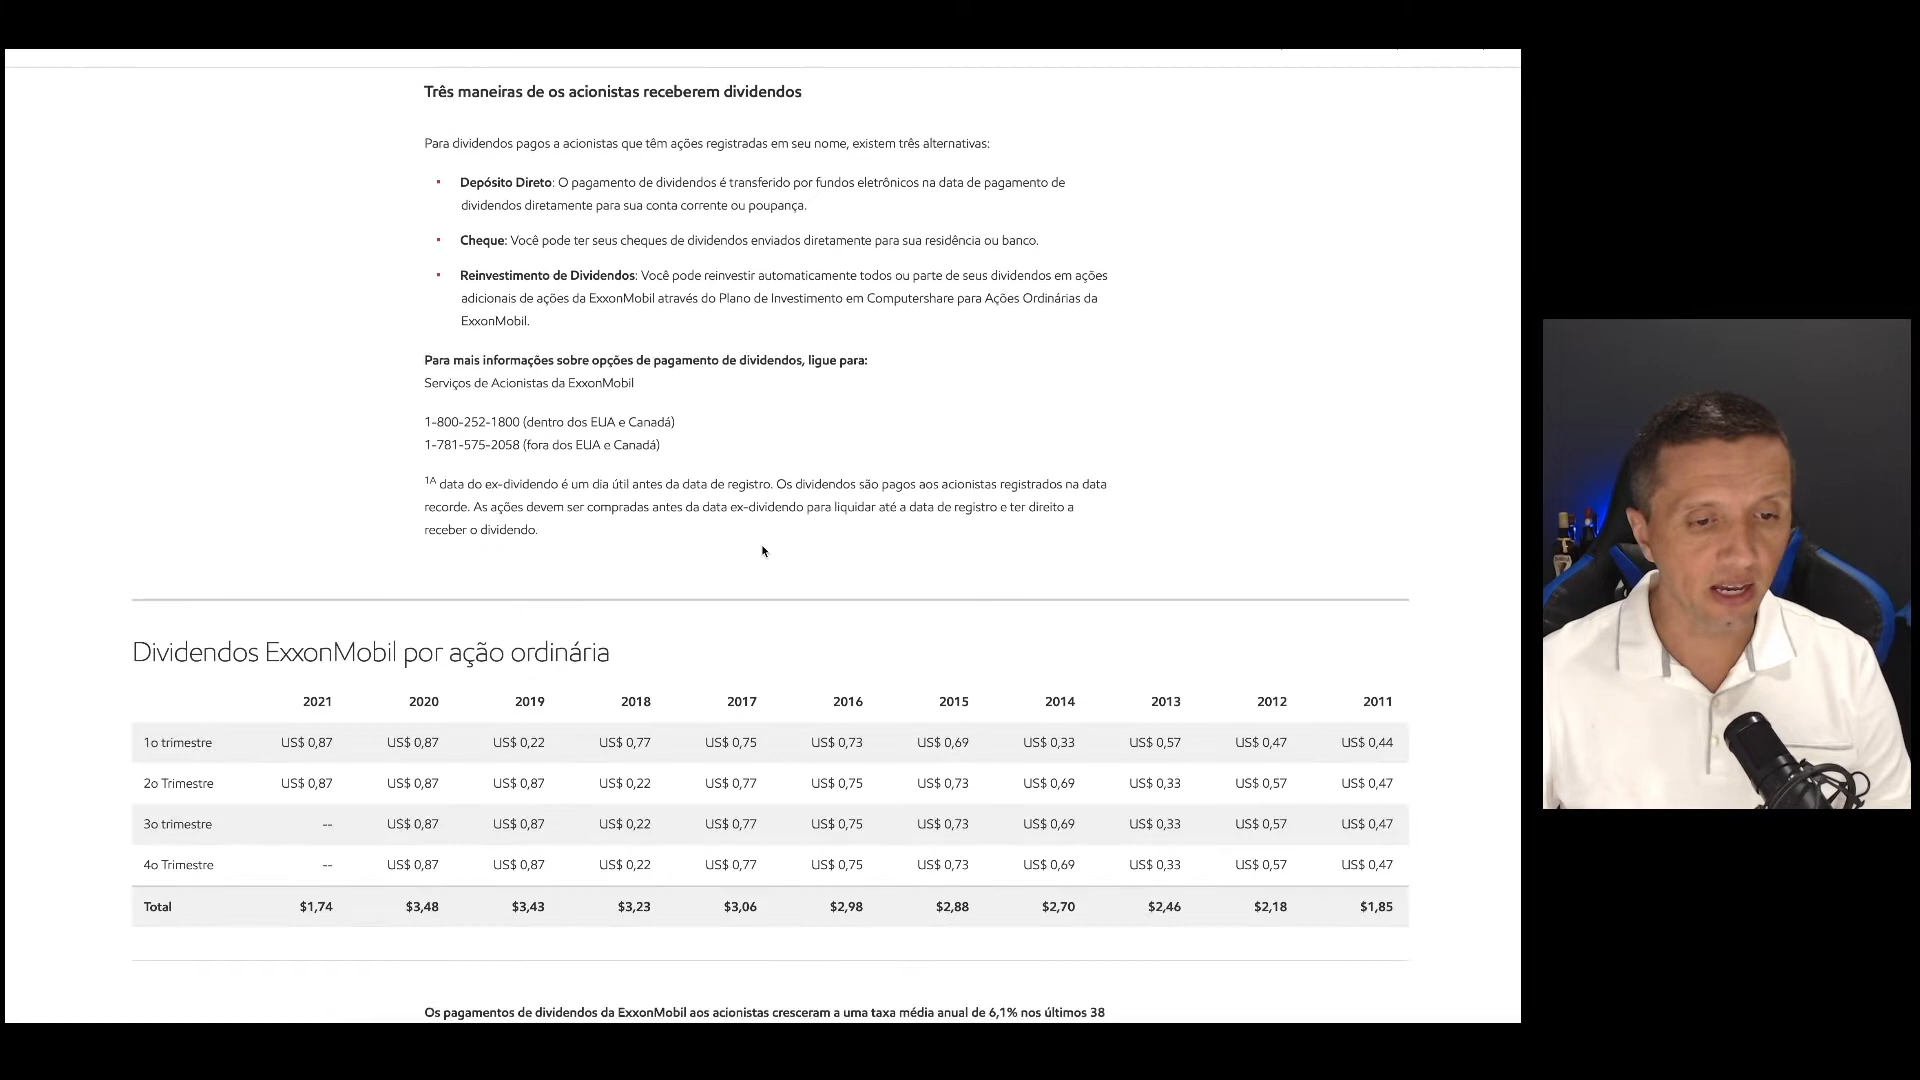 Três maneiras de os acionistas receberem dividendos
Para dividendos pagos a acionistas que têm ações registradas em seu nome, existem três alternativas:
▪ Depósito Direto: O pagamento de dividendos é transferido por fundos eletrônicos na data de pagamento de
dividendos diretamente para sua conta corrente ou poupança.
▪ Cheque: Você pode ter seus cheques de dividendos enviados diretamente para sua residência ou banco.
▪ Reinvestimento de Dividendos: Você pode reinvestir automaticamente todos ou parte de seus dividendos em ações
adicionais de ações da ExxonMobil através do Plano de Investimento em Computershare para Ações Ordinárias da
ExxonMobil.
Para mais informações sobre opções de pagamento de dividendos, ligue para:
Serviços de Acionistas da ExxonMobil
1-800-252-1800 (dentro dos EUA e Canadá)
1-781-575-2058 (fora dos EUA e Canadá)
1A data do ex-dividendo é um dia útil antes da data de registro. Os dividendos são pagos aos acionistas registrados na data
recorde. As ações devem ser compradas antes da data ex-dividendo para liquidar até a data de registro e ter direito a
receber o dividendo.
Dividendos ExxonMobil por ação ordinária
2021 2020 2019 2018 2017 2016 2015 2014 2013 2012 2011
1o trimestre US$ 0,87 US$ 0,87 US$ 0,22 US$ 0,77 US$ 0,75 US$ 0,73 US$ 0,69 US$ 0,33 US$ 0,57 US$ 0,47 US$ 0,44
2o Trimestre US$ 0,87 US$ 0,87 US$ 0,87 US$ 0,22 US$ 0,77 US$ 0,75 US$ 0,73 US$ 0,69 US$ 0,33 US$ 0,57 US$ 0,47
3o trimestre -- US$ 0,87 US$ 0,87 US$ 0,22 US$ 0,77 US$ 0,75 US$ 0,73 US$ 0,69 US$ 0,33 US$ 0,57 US$ 0,47
4o Trimestre -- US$ 0,87 US$ 0,87 US$ 0,22 US$ 0,77 US$ 0,75 US$ 0,73 US$ 0,69 US$ 0,33 US$ 0,57 US$ 0,47
Total $1,74 $3,48 $3,43 $3,23 $3,06 $2,98 $2,88 $2,70 $2,46 $2,18 $1,85
Os pagamentos de dividendos da ExxonMobil aos acionistas cresceram a uma taxa média anual de 6,1% nos últimos 38